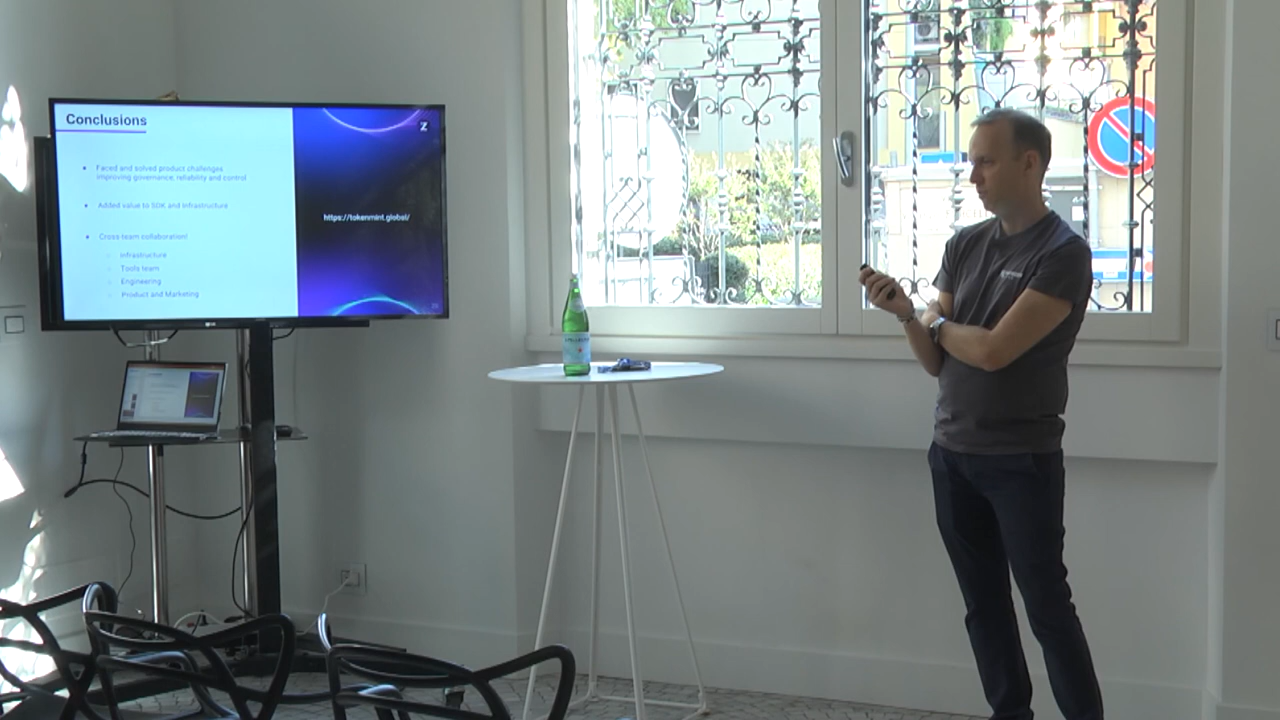 Conclusions
Faced and solved product challenges
improving governance, reliability and control
Added value to SDK and Infrastructure
Cross team collaboration!
Infrastructure
Tools team
Engineering
Product and Marketing
https://tokenmint.global/
LG